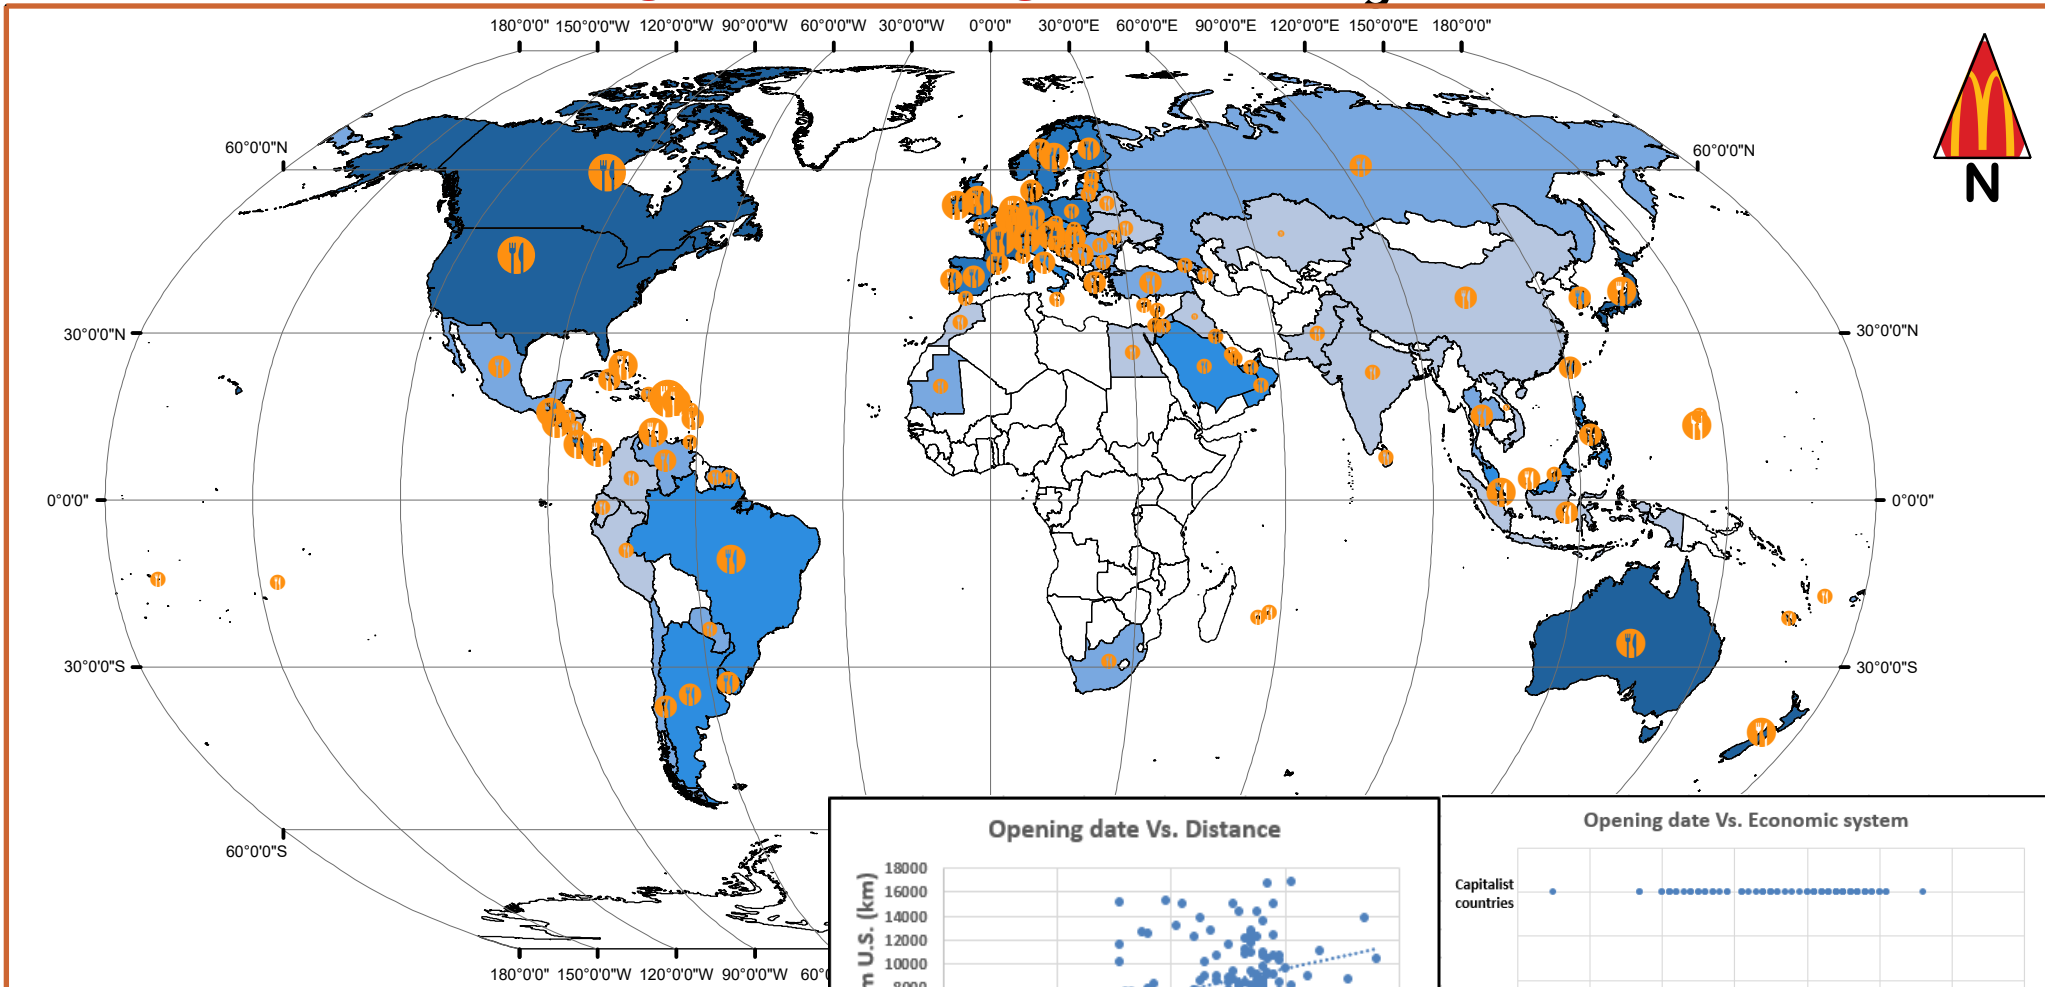 180°0'0" 150°0'0"W 120°0'0"W 90°0'0"W 60°0'0"W 30°0'0"W 0°0'0" 30°0'0"E 60°0'0"E 90°0'0"E 120°0'0"E 150°0'0"E 180°0'0"
60°0'0"N 60°0'0"N
N
30°0'0"N 30°0'0"N
0°0'0" 0°0'0"
30°0'0"S 30°0'0"S
60°0'0"S
180°0'0" 150°0'0"W 120°0'0"W 90°0'0"W
Opening date Vs. Distance
18000
16000
14000
12000
10000
8000
m U.S. (km)
Opening date Vs. Economic system
Capitalist
countries